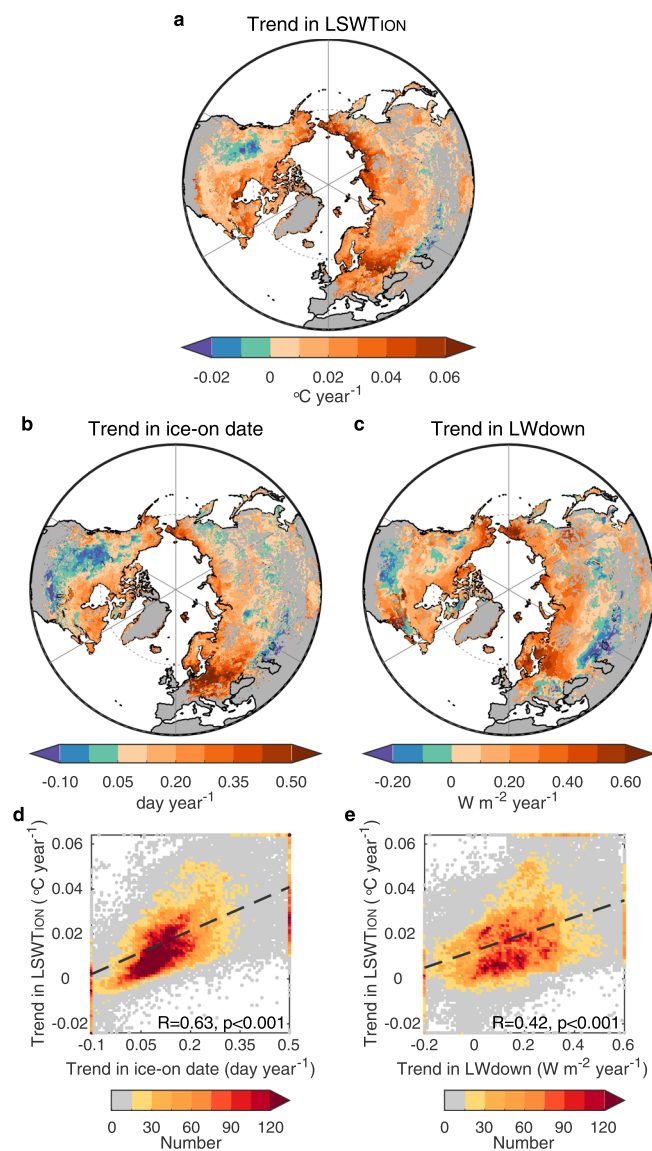 a Trend in LSWTION
-0.02 0 0.02 0.04 0.06
°C year-1
b Trend in ice-on date
c Trend in LWdown
-0.10 0.05 0.20 0.35 0.50
day year-1
-0.20 0 0.20 0.40 0.60
W m-2 year-1
d
Trend in LSWTION ( °C year-1)
0.06
0.04
0.02
0
-0.02
R=0.63, p<0.001
-0.1 0.05 0.2 0.35 0.5
Trend in ice-on date (day year-1)
0 30 60 90 120
Number
e
Trend in LSWTION ( °C year-1)
0.06
0.04
0.02
0
-0.02
R=0.42, p<0.001
-0.2 0 0.2 0.4 0.6
Trend in LWdown (W m-2 year-1)
0 30 60 90 120
Number